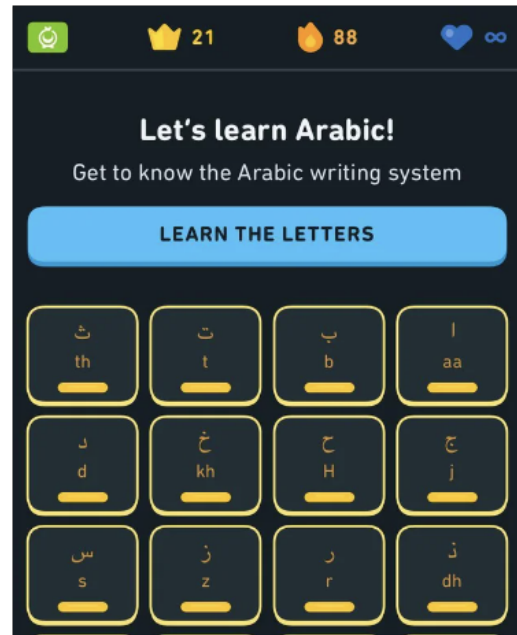 21 88 ∞
Let's learn Arabic!
Get to know the Arabic writing system
LEARN THE LETTERS
ث ت ب ا
th t b aa
د خ ح ج
d kh H j
س ز ر ذ
s z r dh